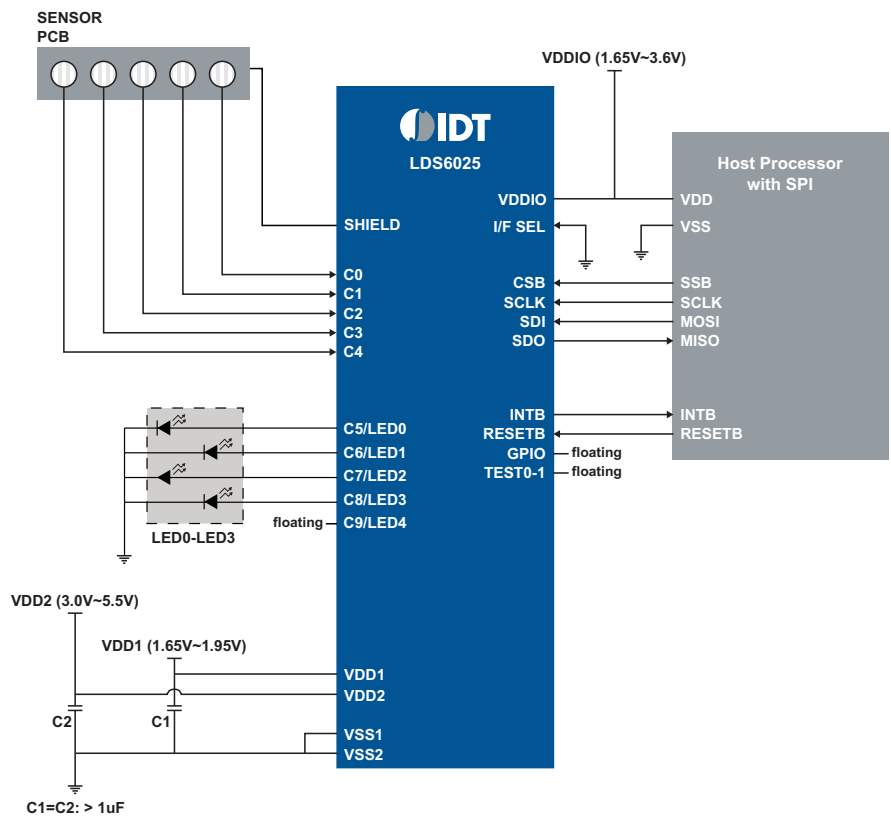 SENSOR
PCB
VDDIO (1.65V~3.6V)
IDT
LDS6025
Host Processor
with SPI
VDDIO
VDD
SHIELD
I/F SEL
VSS
C0
C1
C2
C3
C4
CSB
SCLK
SDI
SDO
SSB
SCLK
MOSI
MISO
INTB
RESETB
GPIO
TEST0-1
floating
floating
INTB
RESETB
C5/LED0
C6/LED1
C7/LED2
C8/LED3
floating
C9/LED4
LED0-LED3
VDD2 (3.0V~5.5V)
VDD1 (1.65V~1.95V)
VDD1
VDD2
C2
C1
VSS1
VSS2
C1=C2: > 1uF